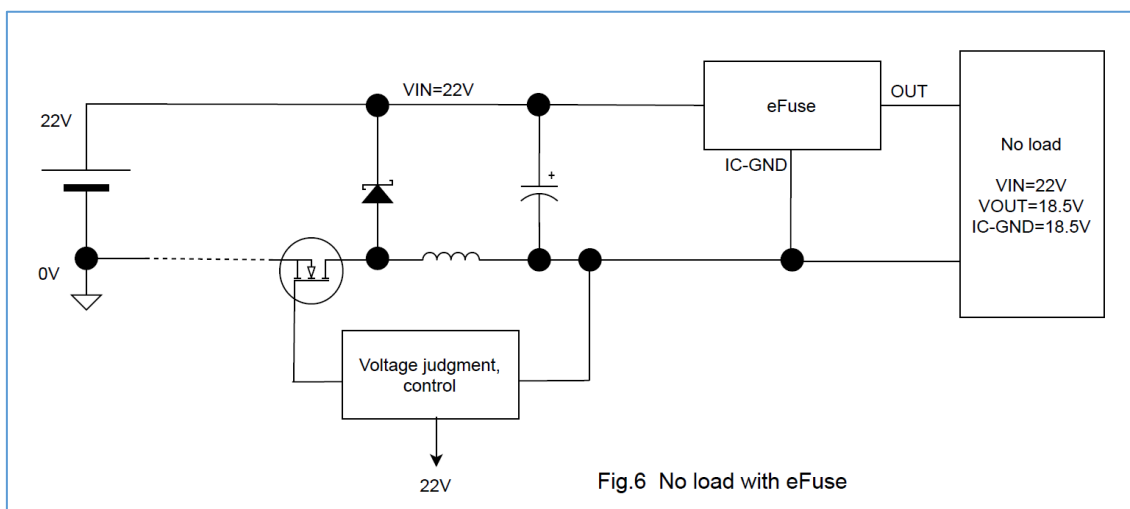 VIN=22V
eFuse
OUT
22V
IC-GND
No load
VIN=22V
VOUT=18.5V
IC-GND=18.5V
0V
+
Voltage judgment,
control
22V
Fig.6 No load with eFuse